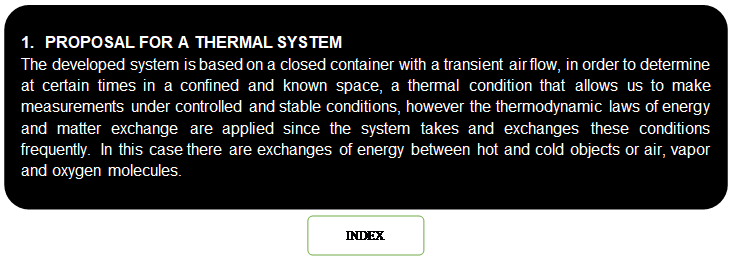 1. PROPOSAL FOR A THERMAL SYSTEM
The developed system is based on a closed container with a transient air flow, in order to determine
at certain times in a confined and known space, a thermal condition that allows us to make
measurements under controlled and stable conditions, however the thermodynamic laws of energy
and matter exchange are applied since the system takes and exchanges these conditions
frequently. In this case there are exchanges of energy between hot and cold objects or air, vapor
and oxygen molecules.
INDEX